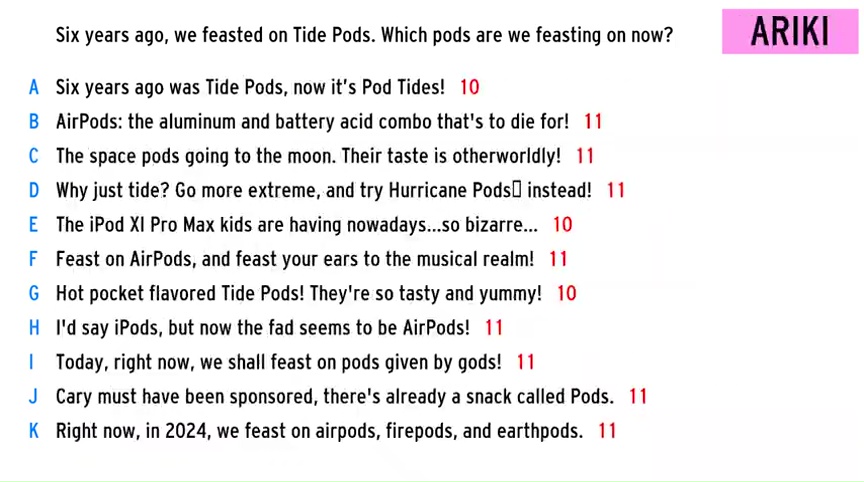 Six years ago, we feasted on Tide Pods. Which pods are we feasting on now?
ARIKI
A Six years ago was Tide Pods, now it’s Pod Tides! 10
B AirPods: the aluminum and battery acid combo that's to die for! 11
C The space pods going to the moon. Their taste is otherworldly! 11
D Why just tide? Go more extreme, and try Hurricane Pods▯ instead! 11
E The iPod XI Pro Max kids are having nowadays...so bizarre... 10
F Feast on AirPods, and feast your ears to the musical realm! 11
G Hot pocket flavored Tide Pods! They're so tasty and yummy! 10
H I'd say iPods, but now the fad seems to be AirPods! 11
I Today, right now, we shall feast on pods given by gods! 11
J Cary must have been sponsored, there's already a snack called Pods. 11
K Right now, in 2024, we feast on airpods, firepods, and earthpods. 11